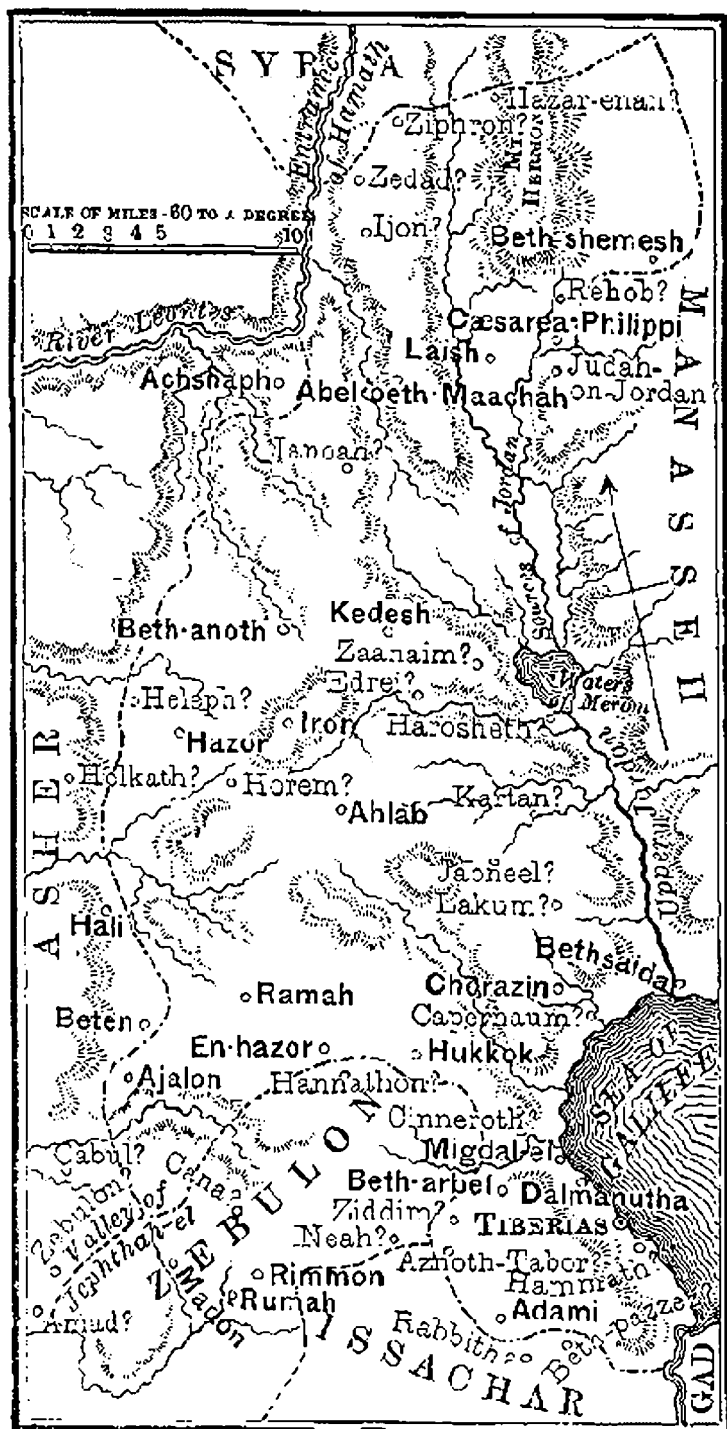 SYRIA
Entrance of Hamath
Hazar-enan?
Ziphron?
MT HERMON
Zedad?
SCALE OF MILES-60 TO A DEGREE
0 1 2 3 4 5 10
Ijon?
Beth-shemesh
MANASSEH
Rehob?
River Leontes
Cæsarea-Philippi
Laish
Judah-
on-Jordan
Achshaph
Abel-beth-Maachah
Janoah?
Sources of Jordan
Beth-anoth
Kedesh
Zaanaim?
Edrei?
Waters
of Merom
Heleph?
Iron
Harosheth
Hazor
ASHER
Holkath?
Horem?
Kartan?
Ahlab
Upper Jordan
Jabneel?
Lakum?
Hali
Bethsaida
Chorazin
Ramah
Capernaum?
Beten
En-hazor
Hukkok
SEA OF
GALILEE
Ajalon
Hannathon?
Cinneroth
Migdal-el
ZEBULON
Cabul?
Cana
Beth-arbel
Dalmanutha
Zebulon?
Valley of
Jephthah-el
Ziddim?
TIBERIAS
Neah?
Aznoth-Tabor?
Hammath?
Madon
Rimmon
Rumah
Adami
Amad?
Rabbith?
Beth-pazzez?
ISSACHAR
GAD